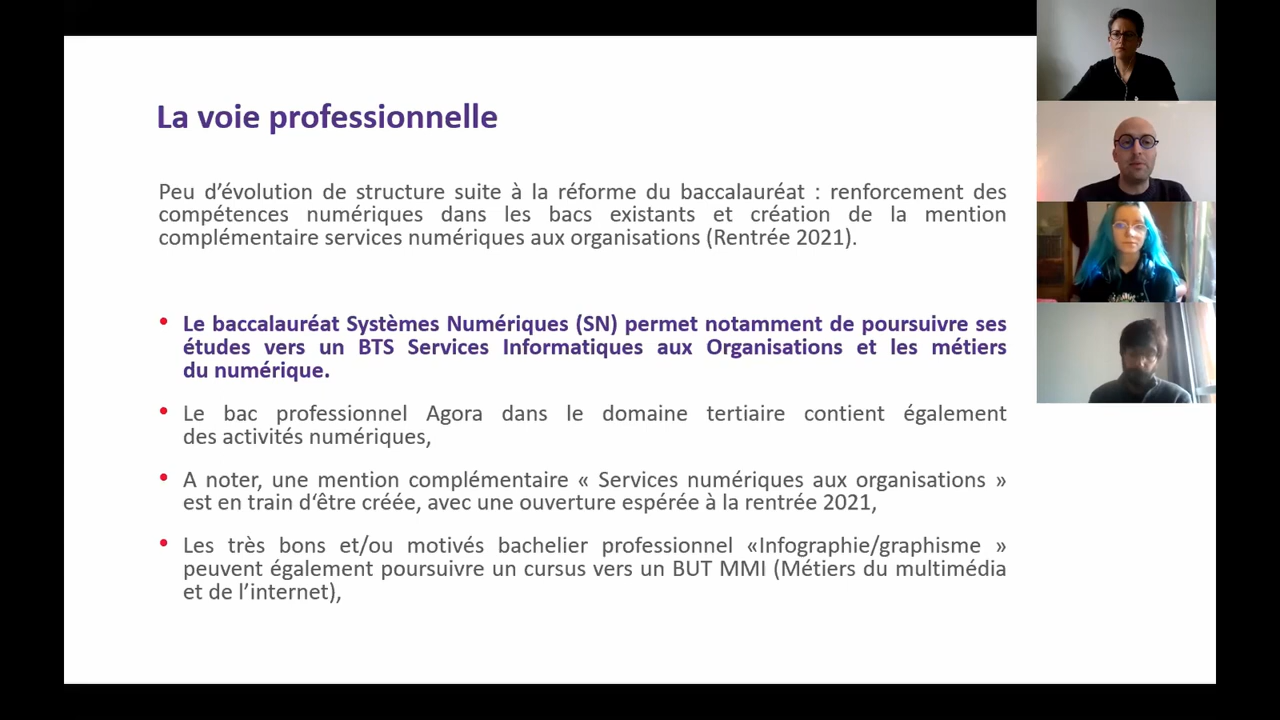 La voie professionnelle
Peu d’évolution de structure suite à la réforme du baccalauréat : renforcement des
compétences numériques dans les bacs existants et création de la mention
complémentaire services numériques aux organisations (Rentrée 2021).
• Le baccalauréat Systèmes Numériques (SN) permet notamment de poursuivre ses
études vers un BTS Services Informatiques aux Organisations et les métiers
du numérique.
• Le bac professionnel Agora dans le domaine tertiaire contient également
des activités numériques,
• A noter, une mention complémentaire « Services numériques aux organisations »
est en train d‘être créée, avec une ouverture espérée à la rentrée 2021,
• Les très bons et/ou motivés bachelier professionnel «Infographie/graphisme »
peuvent également poursuivre un cursus vers un BUT MMI (Métiers du multimédia
et de l’internet),